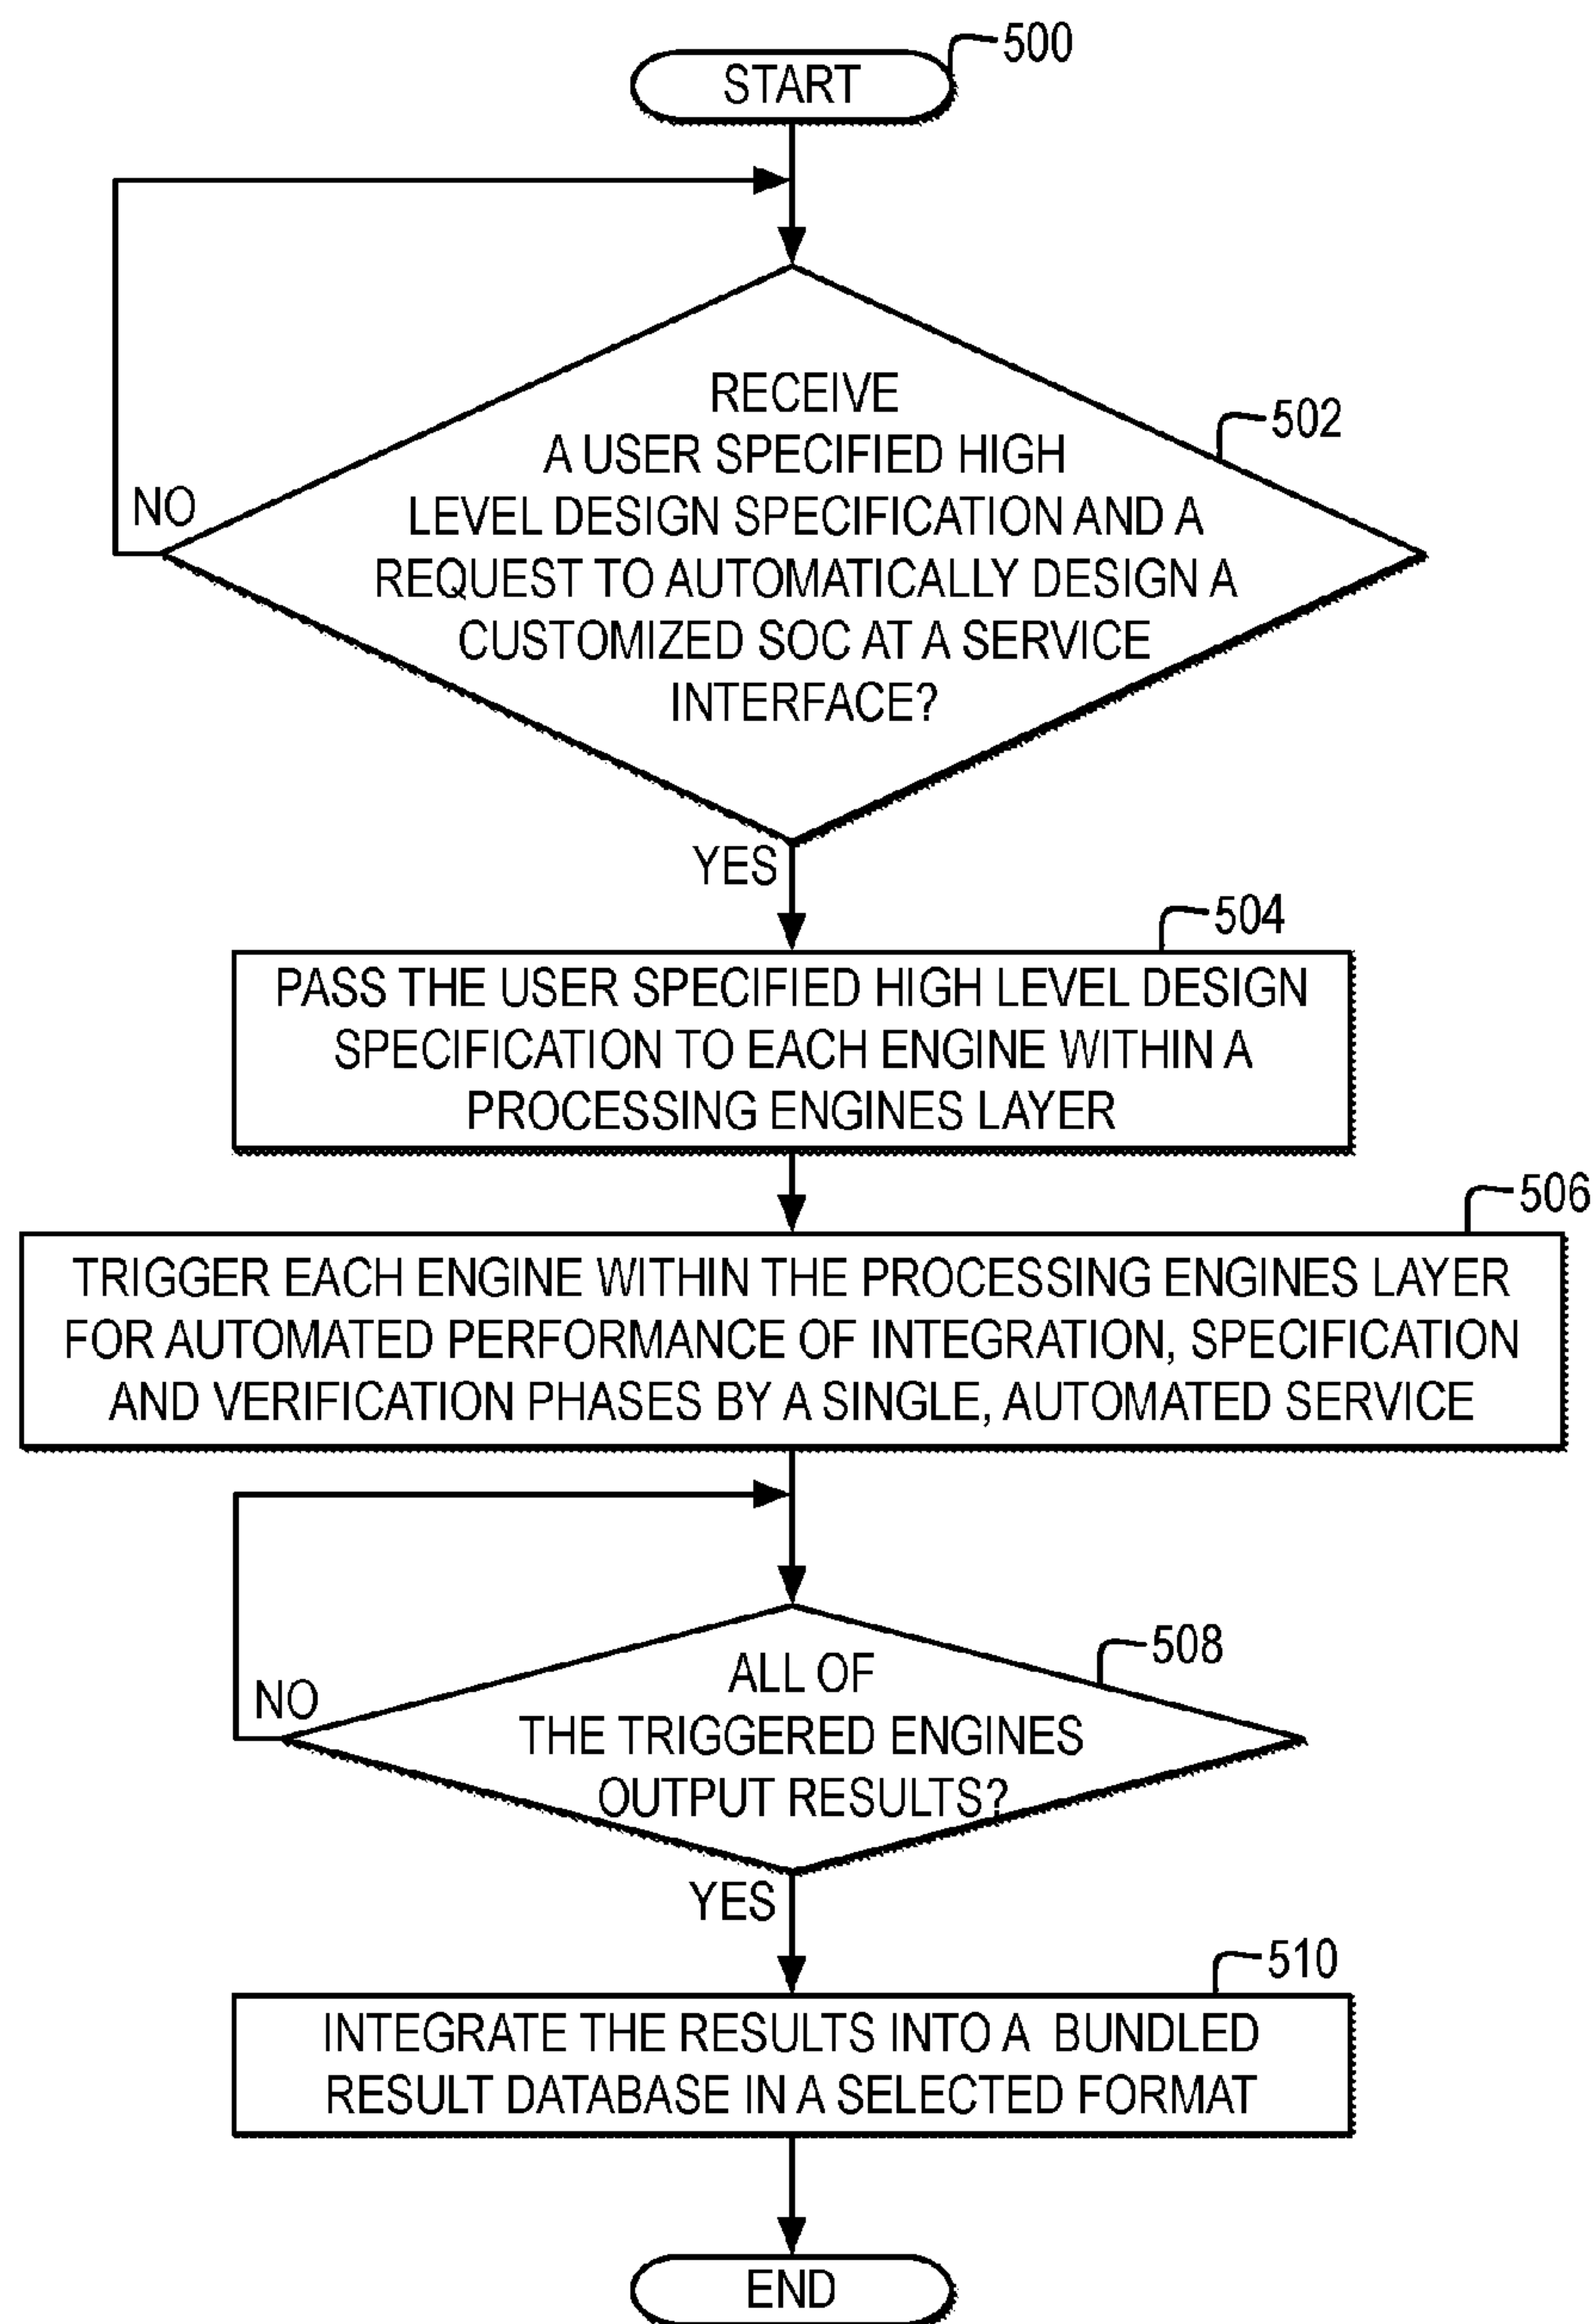 500
START
RECEIVE
A USER SPECIFIED HIGH
502
LEVEL DESIGN SPECIFICATION AND A
NO
REQUEST TO AUTOMATICALLY DESIGN A
CUSTOMIZED SOC AT A SERVICE
INTERFACE?
YES
504
PASS THE USER SPECIFIED HIGH LEVEL DESIGN
SPECIFICATION TO EACH ENGINE WITHIN A
PROCESSING ENGINES LAYER
506
TRIGGER EACH ENGINE WITHIN THE PROCESSING ENGINES LAYER
FOR AUTOMATED PERFORMANCE OF INTEGRATION, SPECIFICATION
AND VERIFICATION PHASES BY A SINGLE, AUTOMATED SERVICE
508
ALL OF
NO
THE TRIGGERED ENGINES
OUTPUT RESULTS?
YES
510
INTEGRATE THE RESULTS INTO A BUNDLED
RESULT DATABASE IN A SELECTED FORMAT
END